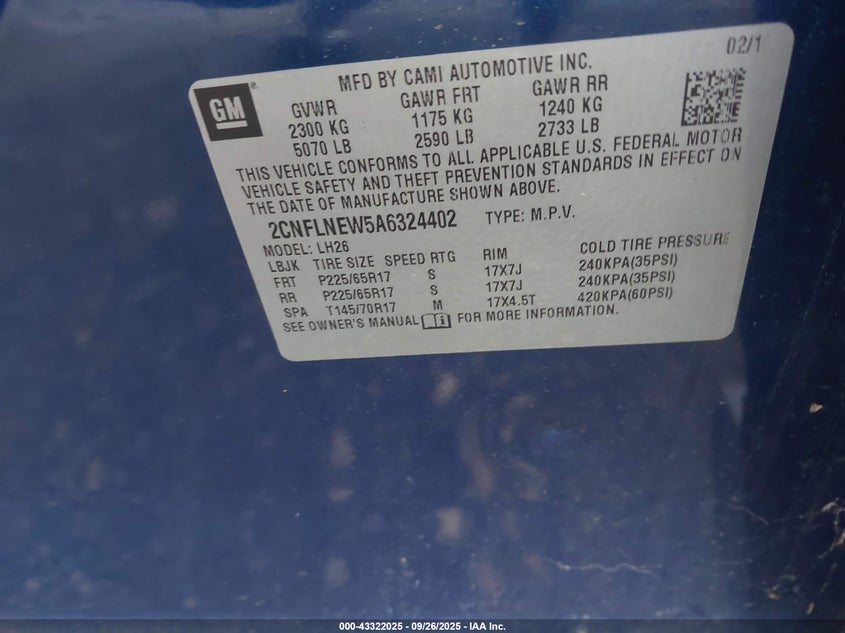 02/1
GM
MFD BY CAMI AUTOMOTIVE INC.
GVWR GAWR FRT GAWR RR
2300 KG 1175 KG 1240 KG
5070 LB 2590 LB 2733 LB
THIS VEHICLE CONFORMS TO ALL APPLICABLE U.S. FEDERAL MOTOR
VEHICLE SAFETY AND THEFT PREVENTION STANDARDS IN EFFECT ON
THE DATE OF MANUFACTURE SHOWN ABOVE.
2CNFLNEW5A6324402 TYPE: M.P.V.
MODEL: LH26
LBJK TIRE SIZE SPEED RTG RIM COLD TIRE PRESSURE
FRT P225/65R17 S 17X7J 240KPA(35PSI)
RR P225/65R17 S 17X7J 240KPA(35PSI)
SPA T145/70R17 M 17X4.5T 420KPA(60PSI)
SEE OWNER'S MANUAL FOR MORE INFORMATION.
000-43322025 - 09/26/2025 - IAA Inc.